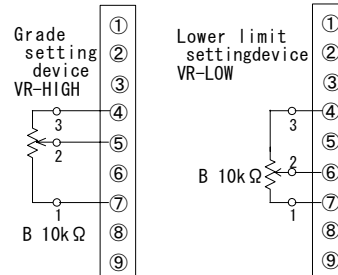 Grade
setting
device
VR-HIGH
①
②
③
④
⑤
⑥
⑦
⑧
⑨
3
2
1
B 10kΩ
Lower limit
settingdevice
VR-LOW
①
②
③
④
⑤
⑥
⑦
⑧
⑨
3
2
1
B 10kΩ